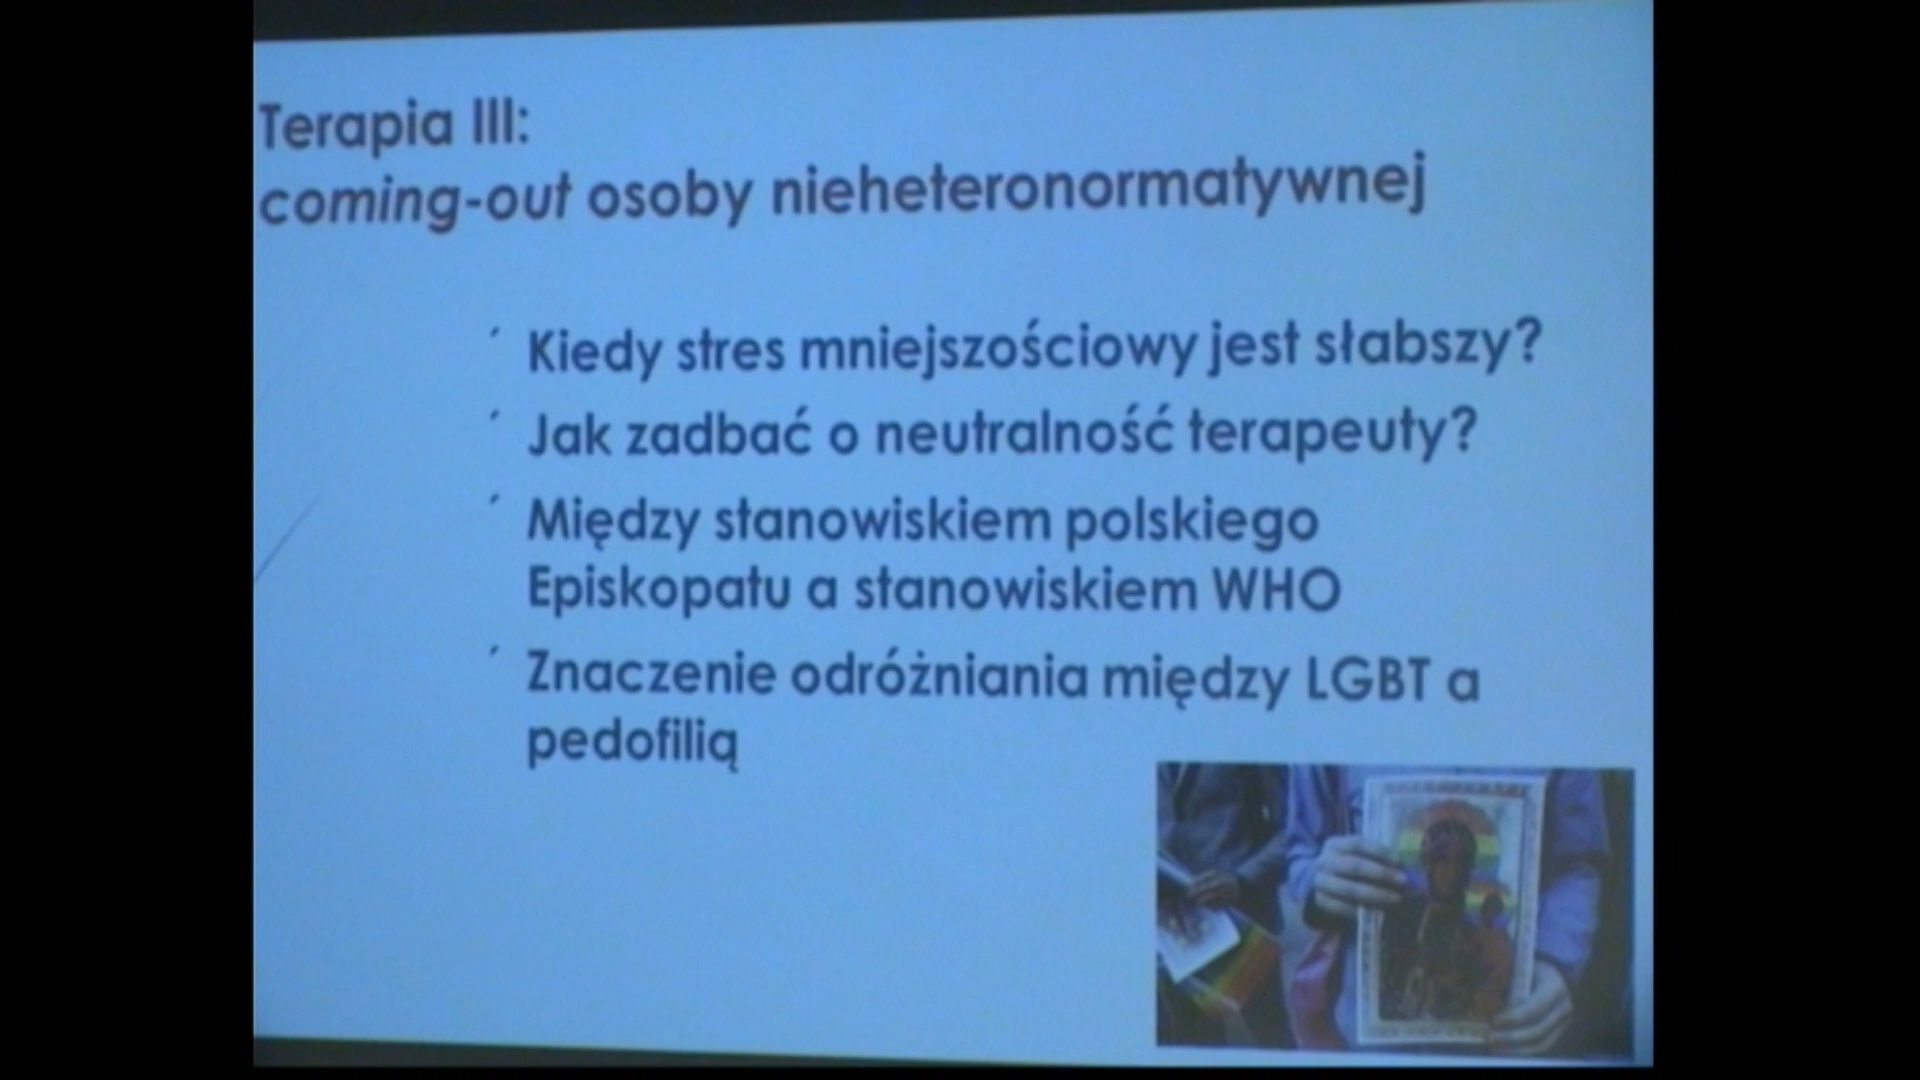 Terapia III:
coming-out osoby nieheteronormatywnej
Kiedy stres mniejszościowy jest słabszy?
Jak zadbać o neutralność terapeuty?
Między stanowiskiem polskiego
Episkopatu a stanowiskiem WHO
Znaczenie odróżniania między LGBT a
pedofilią